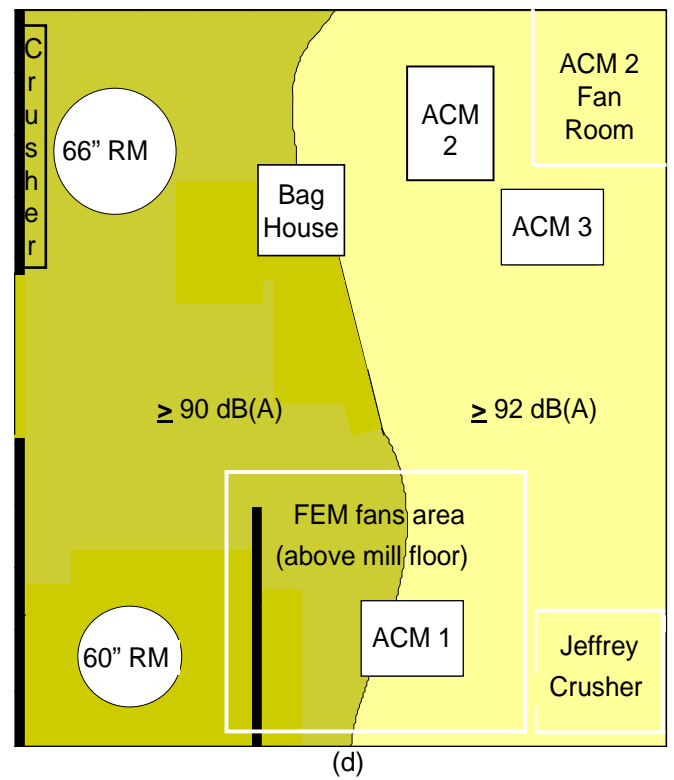 Crusher
66” RM
Bag
House
ACM
2
ACM 2
Fan
Room
ACM 3
≥ 90 dB(A)
≥ 92 dB(A)
FEM fans area
(above mill floor)
60” RM
ACM 1
Jeffrey
Crusher
(d)